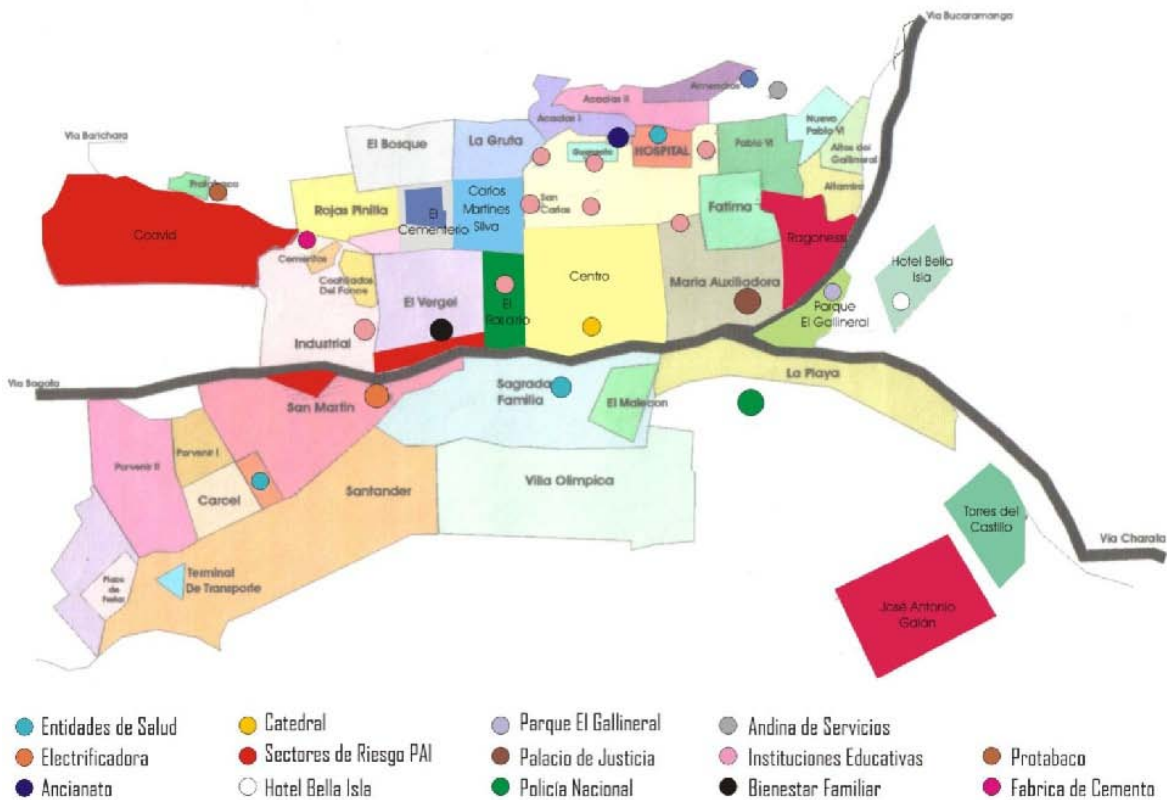 Via Bucaramanga
Almendros
Acacias II
Acacias I
Nuevo
Pablo VI
Via Barichara
El Bosque
La Gruta
HOSPITAL
Pablo VI
Altos del
Gallineral
Protabaco
Altamira
Rojas Pinilla
El
Cementerio
Carlos
Martines
Silva
San
Carlos
Fatima
Ragonessi
Coavid
Cementos
Coohilados
Del Fonce
El Vergel
El
Rosario
Centro
Maria Auxiliadora
Hotel Bella
Isla
Parque
El Gallineral
Industrial
Via Bogota
San Martin
Sagrada
Familia
El Malecon
La Playa
Porvenir II
Porvenir I
Carcel
Santander
Villa Olimpica
Torres del
Castillo
Via Charala
Plaza
de
Ferias
Terminal
De Transporte
José Antonio
Galán
Entidades de Salud
Catedral
Parque El Gallineral
Andina de Servicios
Electrificadora
Sectores de Riesgo PAI
Palacio de Justicia
Instituciones Educativas
Protabaco
Ancianato
Hotel Bella Isla
Policía Nacional
Bienestar Familiar
Fabrica de Cemento